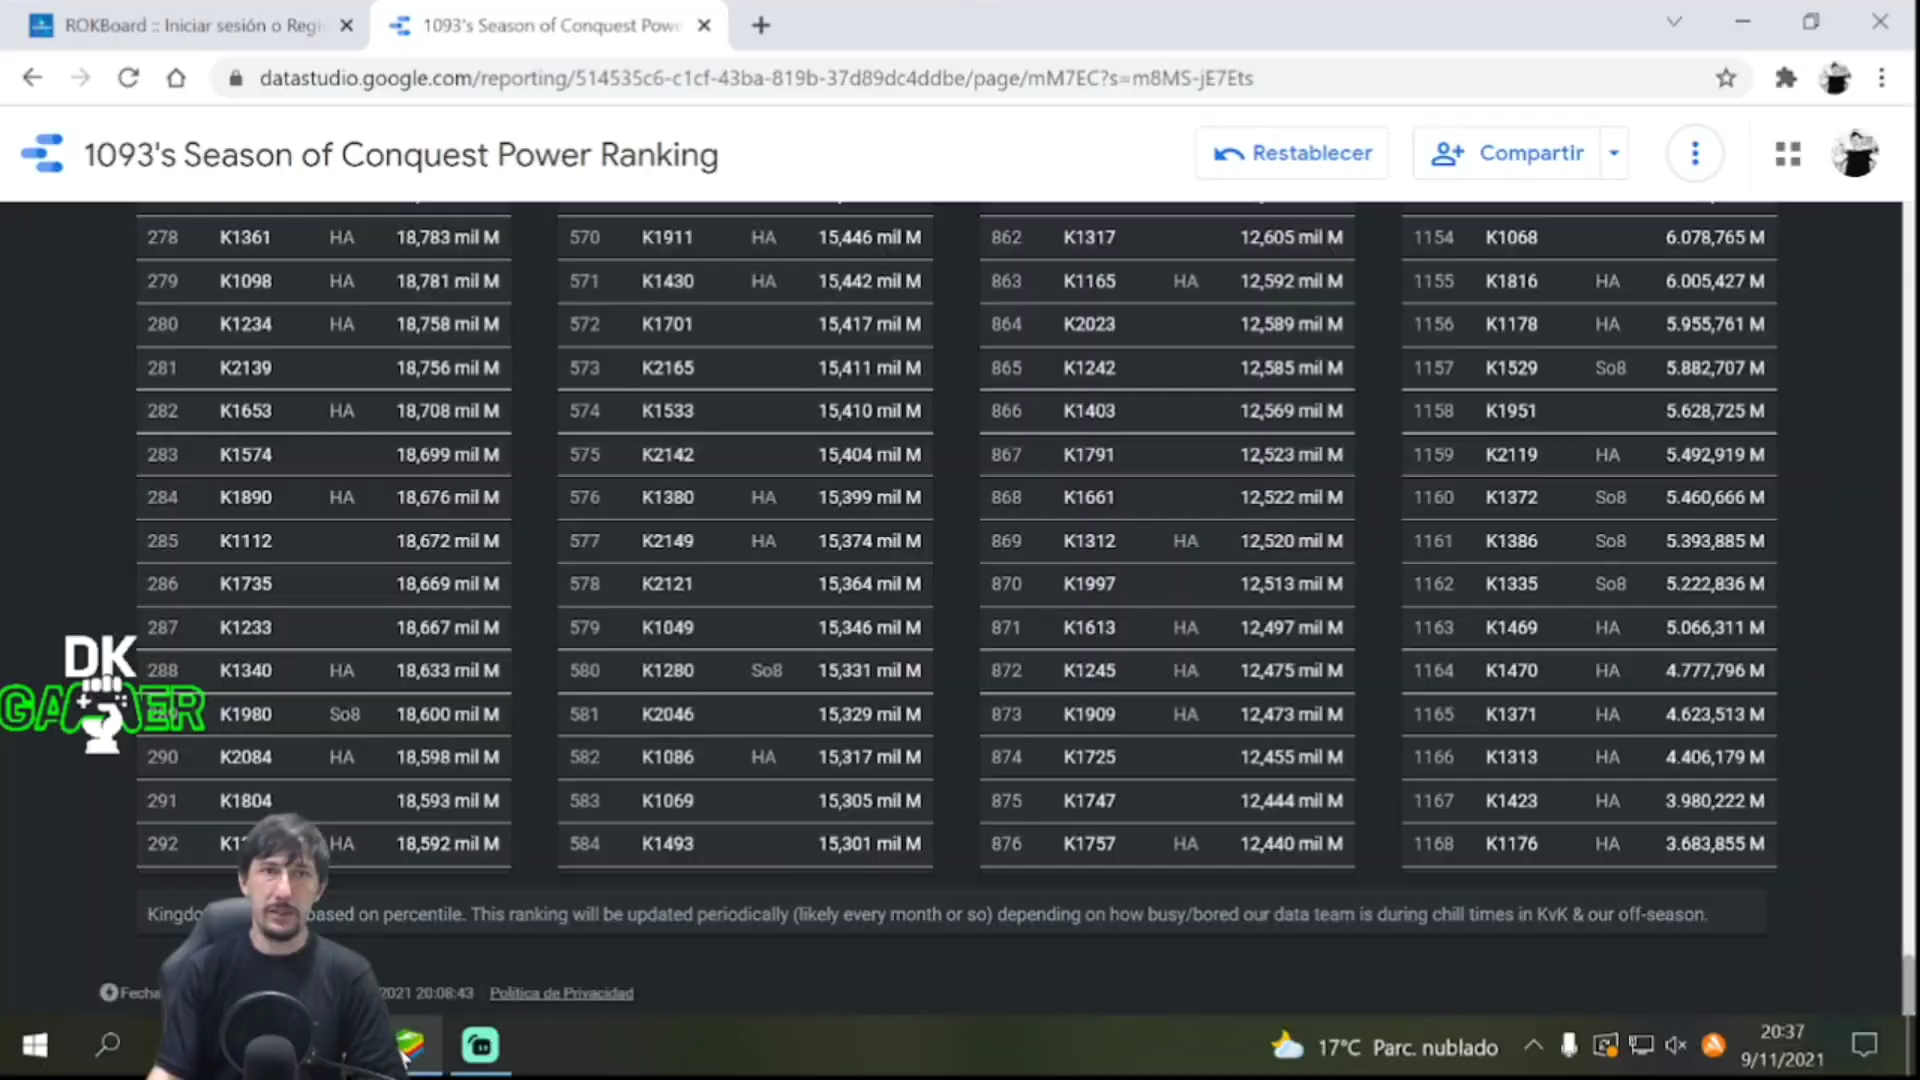 ROKBoard :: Iniciar sesión o Regi
1093's Season of Conquest Powe
datastudio.google.com/reporting/514535c6-c1cf-43ba-819b-37d89dc4ddbe/page/mM7EC?s=m8MS-jE7Ets
1093's Season of Conquest Power Ranking
Restablecer
Compartir
278 K1361 HA 18,783 mil M 570 K1911 HA 15,446 mil M 862 K1317 12,605 mil M 1154 K1068 6.078,765 M
279 K1098 HA 18,781 mil M 571 K1430 HA 15,442 mil M 863 K1165 HA 12,592 mil M 1155 K1816 HA 6.005,427 M
280 K1234 HA 18,758 mil M 572 K1701 15,417 mil M 864 K2023 12,589 mil M 1156 K1178 HA 5.955,761 M
281 K2139 18,756 mil M 573 K2165 15,411 mil M 865 K1242 12,585 mil M 1157 K1529 So8 5.882,707 M
282 K1653 HA 18,708 mil M 574 K1533 15,410 mil M 866 K1403 12,569 mil M 1158 K1951 5.628,725 M
283 K1574 18,699 mil M 575 K2142 15,404 mil M 867 K1791 12,523 mil M 1159 K2119 HA 5.492,919 M
284 K1890 HA 18,676 mil M 576 K1380 HA 15,399 mil M 868 K1661 12,522 mil M 1160 K1372 So8 5.460,666 M
285 K1112 18,672 mil M 577 K2149 HA 15,374 mil M 869 K1312 HA 12,520 mil M 1161 K1386 So8 5.393,885 M
286 K1735 18,669 mil M 578 K2121 15,364 mil M 870 K1997 12,513 mil M 1162 K1335 So8 5.222,836 M
287 K1233 18,667 mil M 579 K1049 15,346 mil M 871 K1613 HA 12,497 mil M 1163 K1469 HA 5.066,311 M
288 K1340 HA 18,633 mil M 580 K1280 So8 15,331 mil M 872 K1245 HA 12,475 mil M 1164 K1470 HA 4.777,796 M
K1980 So8 18,600 mil M 581 K2046 15,329 mil M 873 K1909 HA 12,473 mil M 1165 K1371 HA 4.623,513 M
290 K2084 HA 18,598 mil M 582 K1086 HA 15,317 mil M 874 K1725 12,455 mil M 1166 K1313 HA 4.406,179 M
291 K1804 18,593 mil M 583 K1069 15,305 mil M 875 K1747 12,444 mil M 1167 K1423 HA 3.980,222 M
292 K1 HA 18,592 mil M 584 K1493 15,301 mil M 876 K1757 HA 12,440 mil M 1168 K1176 HA 3.683,855 M
DK
GAMER
Kingdo based on percentile. This ranking will be updated periodically (likely every month or so) depending on how busy/bored our data team is during chill times in KvK & our off-season.
Fecha 2021 20:08:43 Política de Privacidad
17°C Parc. nublado
20:37
9/11/2021